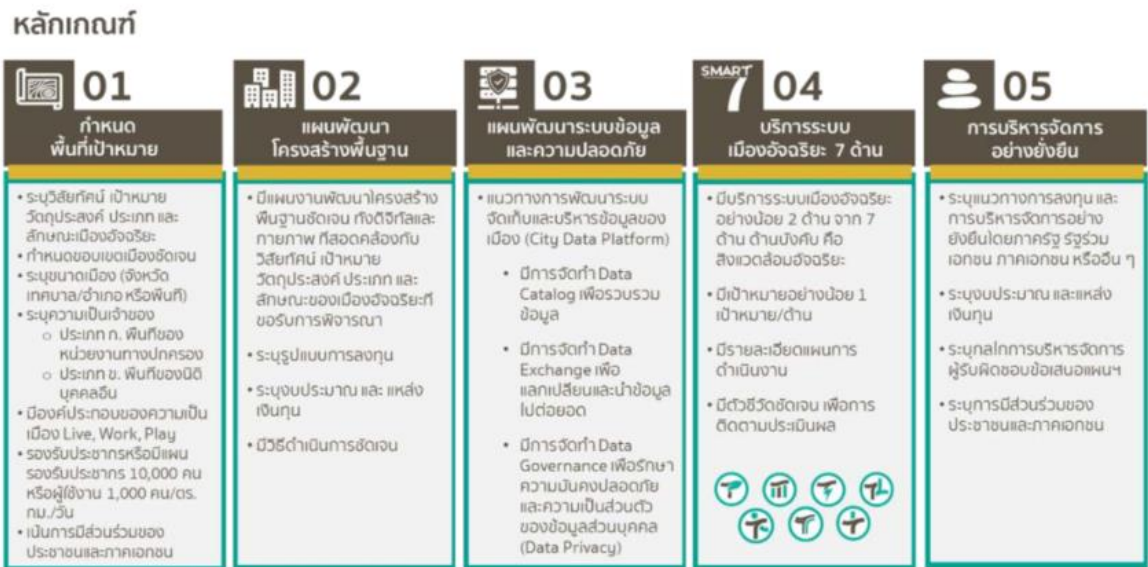 หลักเกณฑ์
01
กำหนด
พื้นที่เป้าหมาย
• ระบุวิสัยทัศน์ เป้าหมาย
วัตถุประสงค์ ประเภท และ
ลักษณะเมืองอัจฉริยะ
• กำหนดขอบเขตเมืองชัดเจน
• ระบุขนาดเมือง (จังหวัด
เทศบาล/อำเภอ หรือพื้นที่)
• ระบุความเป็นเจ้าของ
o ประเภท ก. พื้นที่ของ
หน่วยงานทางปกครอง
o ประเภท ข. พื้นที่ของนิติ
บุคคลอื่น
• มีองค์ประกอบของความเป็น
เมือง Live, Work, Play
• รองรับประชากรหรือมีแผน
รองรับประชากร 10,000 คน
หรือผู้ใช้งาน 1,000 คน/ตร.
กม./วัน
• เน้นการมีส่วนร่วมของ
ประชาชนและภาคเอกชน
02
แผนพัฒนา
โครงสร้างพื้นฐาน
• มีแผนงานพัฒนาโครงสร้าง
พื้นฐานชัดเจน ทั้งดิจิทัลและ
กายภาพ ที่สอดคล้องกับ
วิสัยทัศน์ เป้าหมาย
วัตถุประสงค์ ประเภท และ
ลักษณะของเมืองอัจฉริยะที่
ขอรับการพิจารณา
• ระบุรูปแบบการลงทุน
• ระบุงบประมาณ และ แหล่ง
เงินทุน
• มีวิธีดำเนินการชัดเจน
03
แผนพัฒนาระบบข้อมูล
และความปลอดภัย
• แนวทางการพัฒนาระบบ
จัดเก็บและบริหารข้อมูลของ
เมือง (City Data Platform)
• มีการจัดทำ Data
Catalog เพื่อรวบรวม
ข้อมูล
• มีการจัดทำ Data
Exchange เพื่อ
แลกเปลี่ยนและนำข้อมูล
ไปต่อยอด
• มีการจัดทำ Data
Governance เพื่อรักษา
ความมั่นคงปลอดภัย
และความเป็นส่วนตัว
ของข้อมูลส่วนบุคคล
(Data Privacy)
SMART
7
04
บริการระบบ
เมืองอัจฉริยะ 7 ด้าน
• มีบริการระบบเมืองอัจฉริยะ
อย่างน้อย 2 ด้าน จาก 7
ด้าน ด้านบังคับ คือ
สิ่งแวดล้อมอัจฉริยะ
• มีเป้าหมายอย่างน้อย 1
เป้าหมาย/ด้าน
• มีรายละเอียดแผนการ
ดำเนินงาน
• มีตัวชี้วัดชัดเจน เพื่อการ
ติดตามประเมินผล
05
การบริหารจัดการ
อย่างยั่งยืน
• ระบุแนวทางการลงทุน และ
การบริหารจัดการอย่าง
ยั่งยืนโดยภาครัฐ รัฐร่วม
เอกชน ภาคเอกชน หรืออื่น ๆ
• ระบุงบประมาณ และแหล่ง
เงินทุน
• ระบุกลไกการบริหารจัดการ
ผู้รับผิดชอบข้อเสนอแผนฯ
• ระบุการมีส่วนร่วมของ
ประชาชนและภาคเอกชน